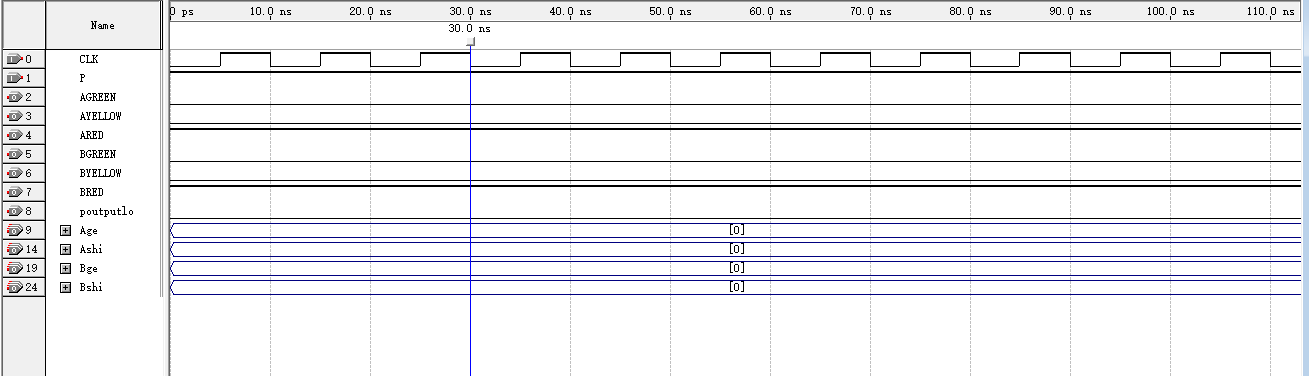 Name
0 ps 10.0 ns 20.0 ns 30.0 ns 40.0 ns 50.0 ns 60.0 ns 70.0 ns 80.0 ns 90.0 ns 100.0 ns 110.0 ns
30.0 ns
0 CLK
1 P
2 AGREEN
3 AYELLOW
4 ARED
5 BGREEN
6 BYELLOW
7 BRED
8 poutputlo
9 Age [0]
14 Ashi [0]
19 Bge [0]
24 Bshi [0]